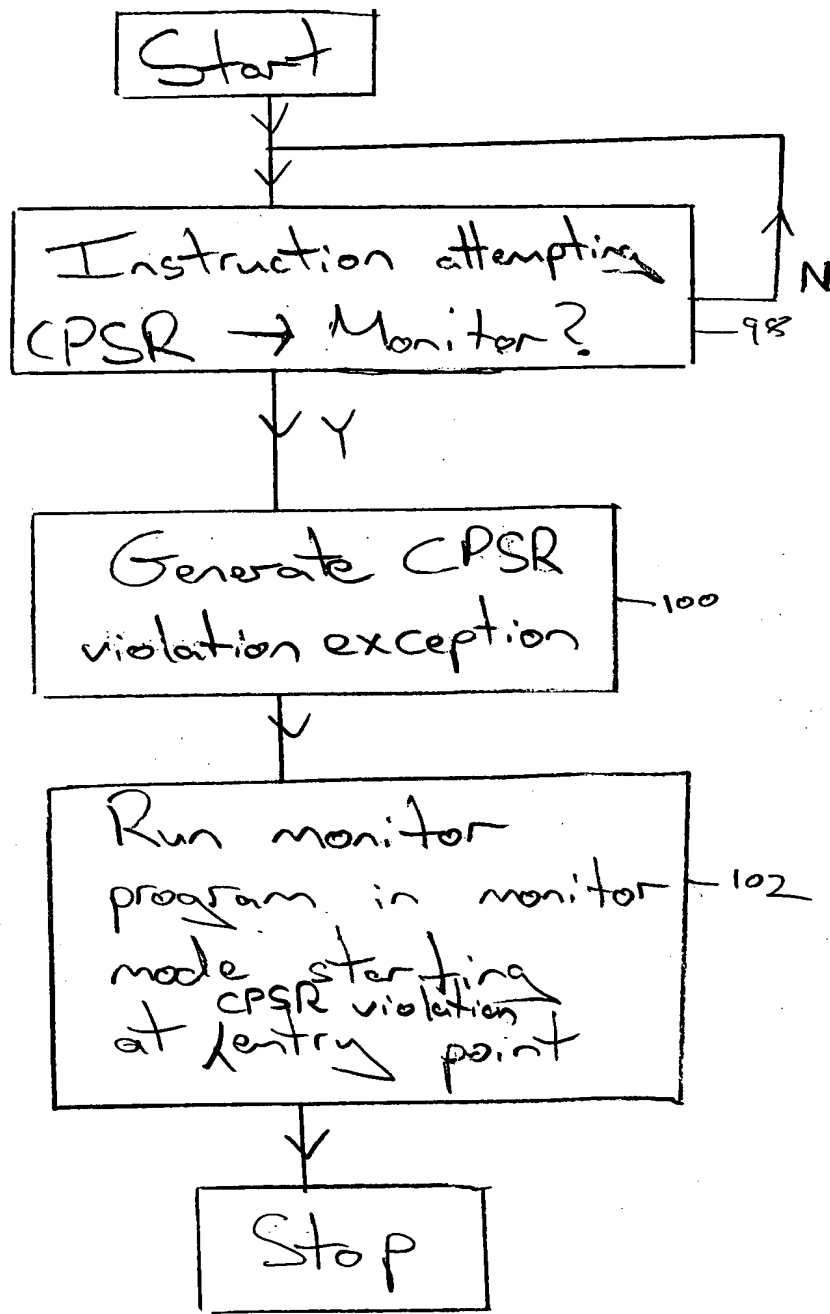 Start
Instruction attempting
CPSR → Monitor?
N
98
Y
Generate CPSR
violation exception
100
Run monitor
program in monitor
102
mode starting
CPSR violation
at entry point
Stop